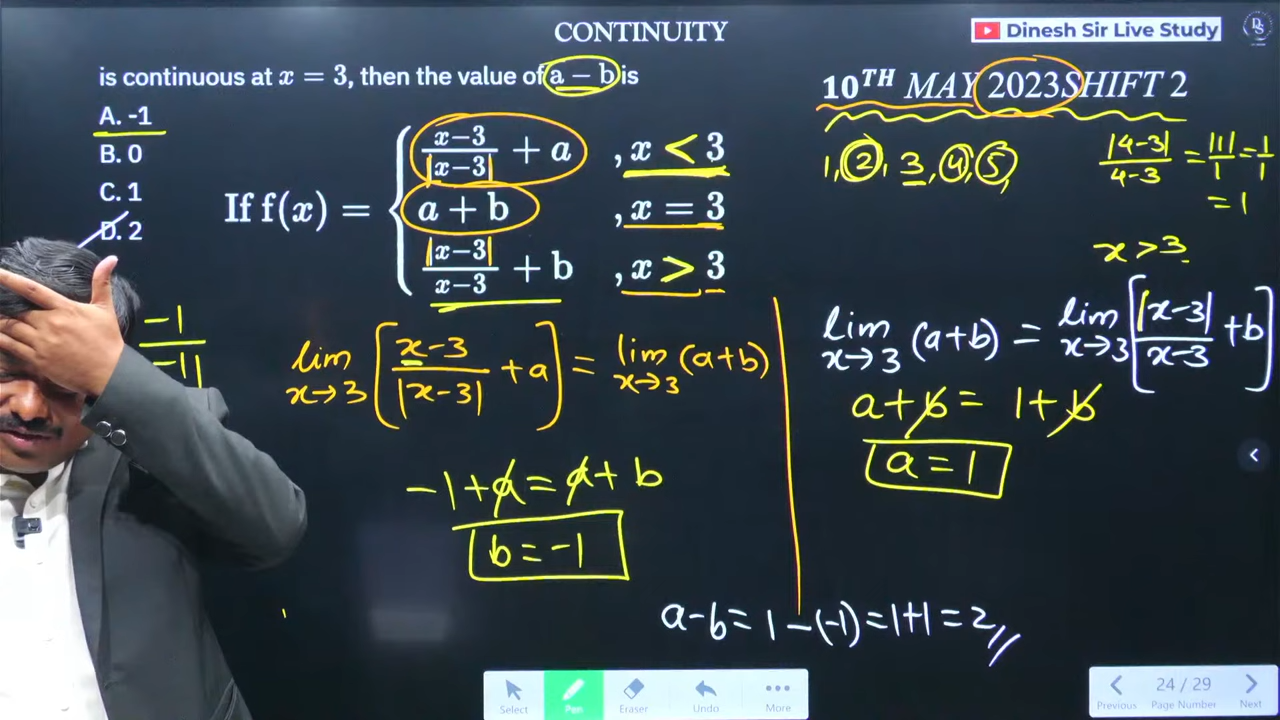 CONTINUITY
Dinesh Sir Live Study
DS
is continuous at x = 3, then the value of a − b is
10TH MAY 2023 SHIFT 2
A. -1
B. 0
C. 1
D. 2
If f(x) = { x−3/|x−3| + a , x < 3
a + b , x = 3
|x−3|/x−3 + b , x > 3
1, 2, 3, 4, 5,
|4-3|/4-3 = |1|/1 = 1/1
= 1
x > 3
-1/|-1|
lim x→3 [x-3/|x-3| + a] = lim x→3 (a+b)
-1 + a = a + b
b = -1
lim x→3 (a+b) = lim x→3 [|x-3|/x-3 + b]
a + b = 1 + b
a = 1
a-b = 1 - (-1) = 1+1 = 2
Select
Pen
Eraser
Undo
More
Previous
24 / 29
Page Number
Next